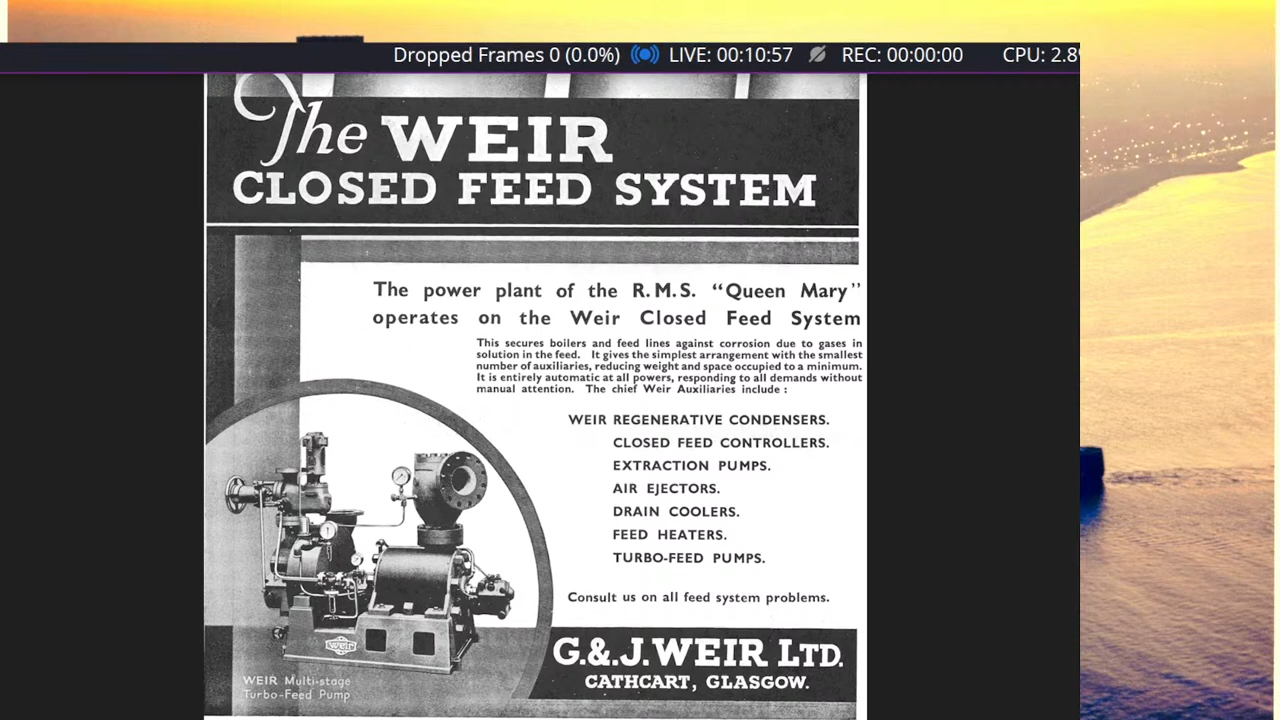 Dropped Frames 0 (0.0%) LIVE: 00:10:57 REC: 00:00:00 CPU: 2.8
The WEIR
CLOSED FEED SYSTEM
The power plant of the R.M.S. “Queen Mary”
operates on the Weir Closed Feed System
This secures boilers and feed lines against corrosion due to gases in
solution in the feed. It gives the simplest arrangement with the smallest
number of auxiliaries, reducing weight and space occupied to a minimum.
It is entirely automatic at all powers, responding to all demands without
manual attention. The chief Weir Auxiliaries include :
WEIR REGENERATIVE CONDENSERS.
CLOSED FEED CONTROLLERS.
EXTRACTION PUMPS.
AIR EJECTORS.
DRAIN COOLERS.
FEED HEATERS.
TURBO-FEED PUMPS.
Consult us on all feed system problems.
Weir
WEIR Multi-stage
Turbo-Feed Pump
G.&J.WEIR LTD.
CATHCART, GLASGOW.